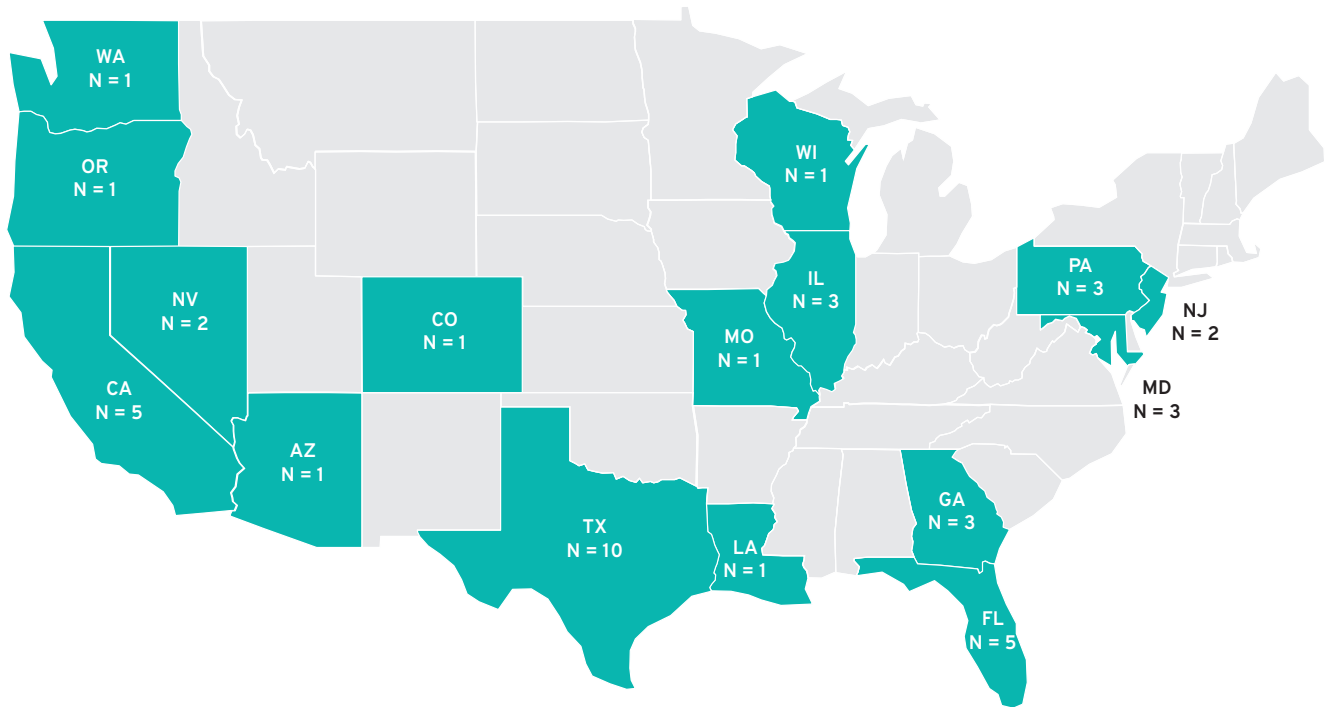 WA
N = 1
OR
N = 1
WI
N = 1
PA
N = 3
IL
N = 3
NV
N = 2
NJ
N = 2
CO
N = 1
MO
N = 1
CA
N = 5
MD
N = 3
AZ
N = 1
GA
N = 3
TX
N = 10
LA
N = 1
FL
N = 5